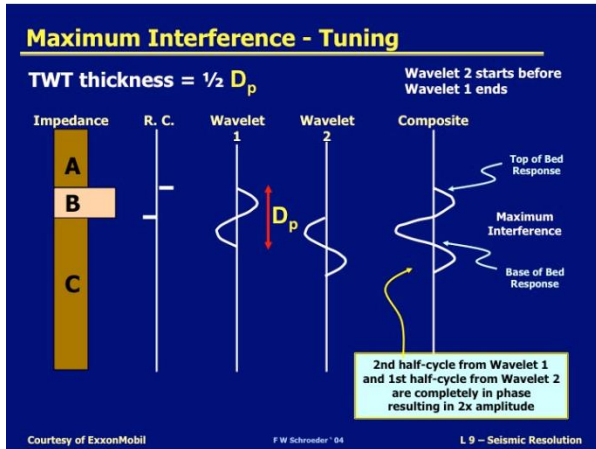 Maximum Interference - Tuning
TWT thickness = ½ Dp
Wavelet 2 starts before
Wavelet 1 ends
Impedance
R. C.
Wavelet
1
Wavelet
2
Composite
A
B
C
Dp
Top of Bed
Response
Maximum
Interference
Base of Bed
Response
2nd half-cycle from Wavelet 1
and 1st half-cycle from Wavelet 2
are completely in phase
resulting in 2x amplitude
Courtesy of ExxonMobil
F W Schroeder ' 04
L 9 – Seismic Resolution